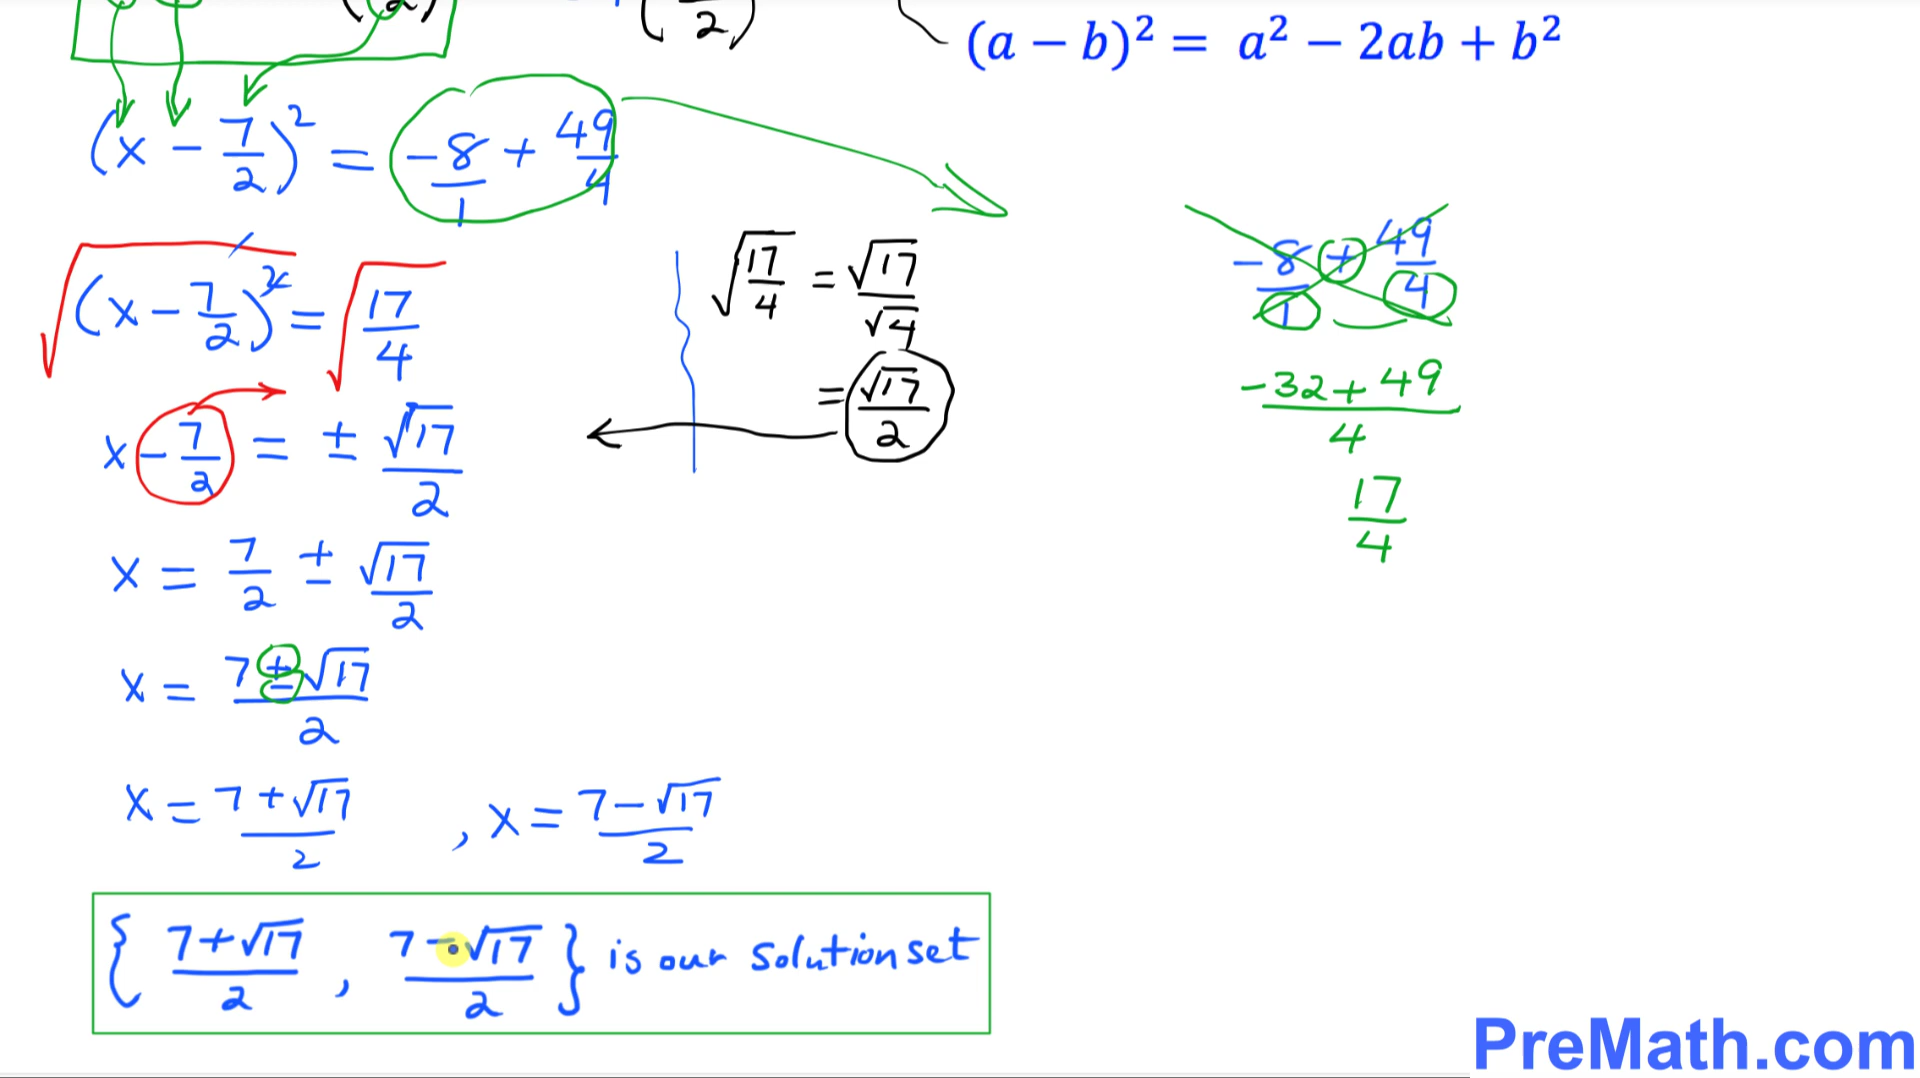 2)
( 2 )
(a − b)² = a² − 2ab + b²
(x − 7/2)² = −8/1 + 49/4
√(x − 7/2)² = √17/4
√17/4 = √17/√4
= √17/2
−8/1 + 49/4
−32 + 49/4
17/4
x − 7/2 = ± √17/2
x = 7/2 ± √17/2
x = 7 ± √17/2
x = 7 + √17/2 , x = 7 − √17/2
{ 7 + √17/2 , 7 − √17/2 } is our solution set
PreMath.com